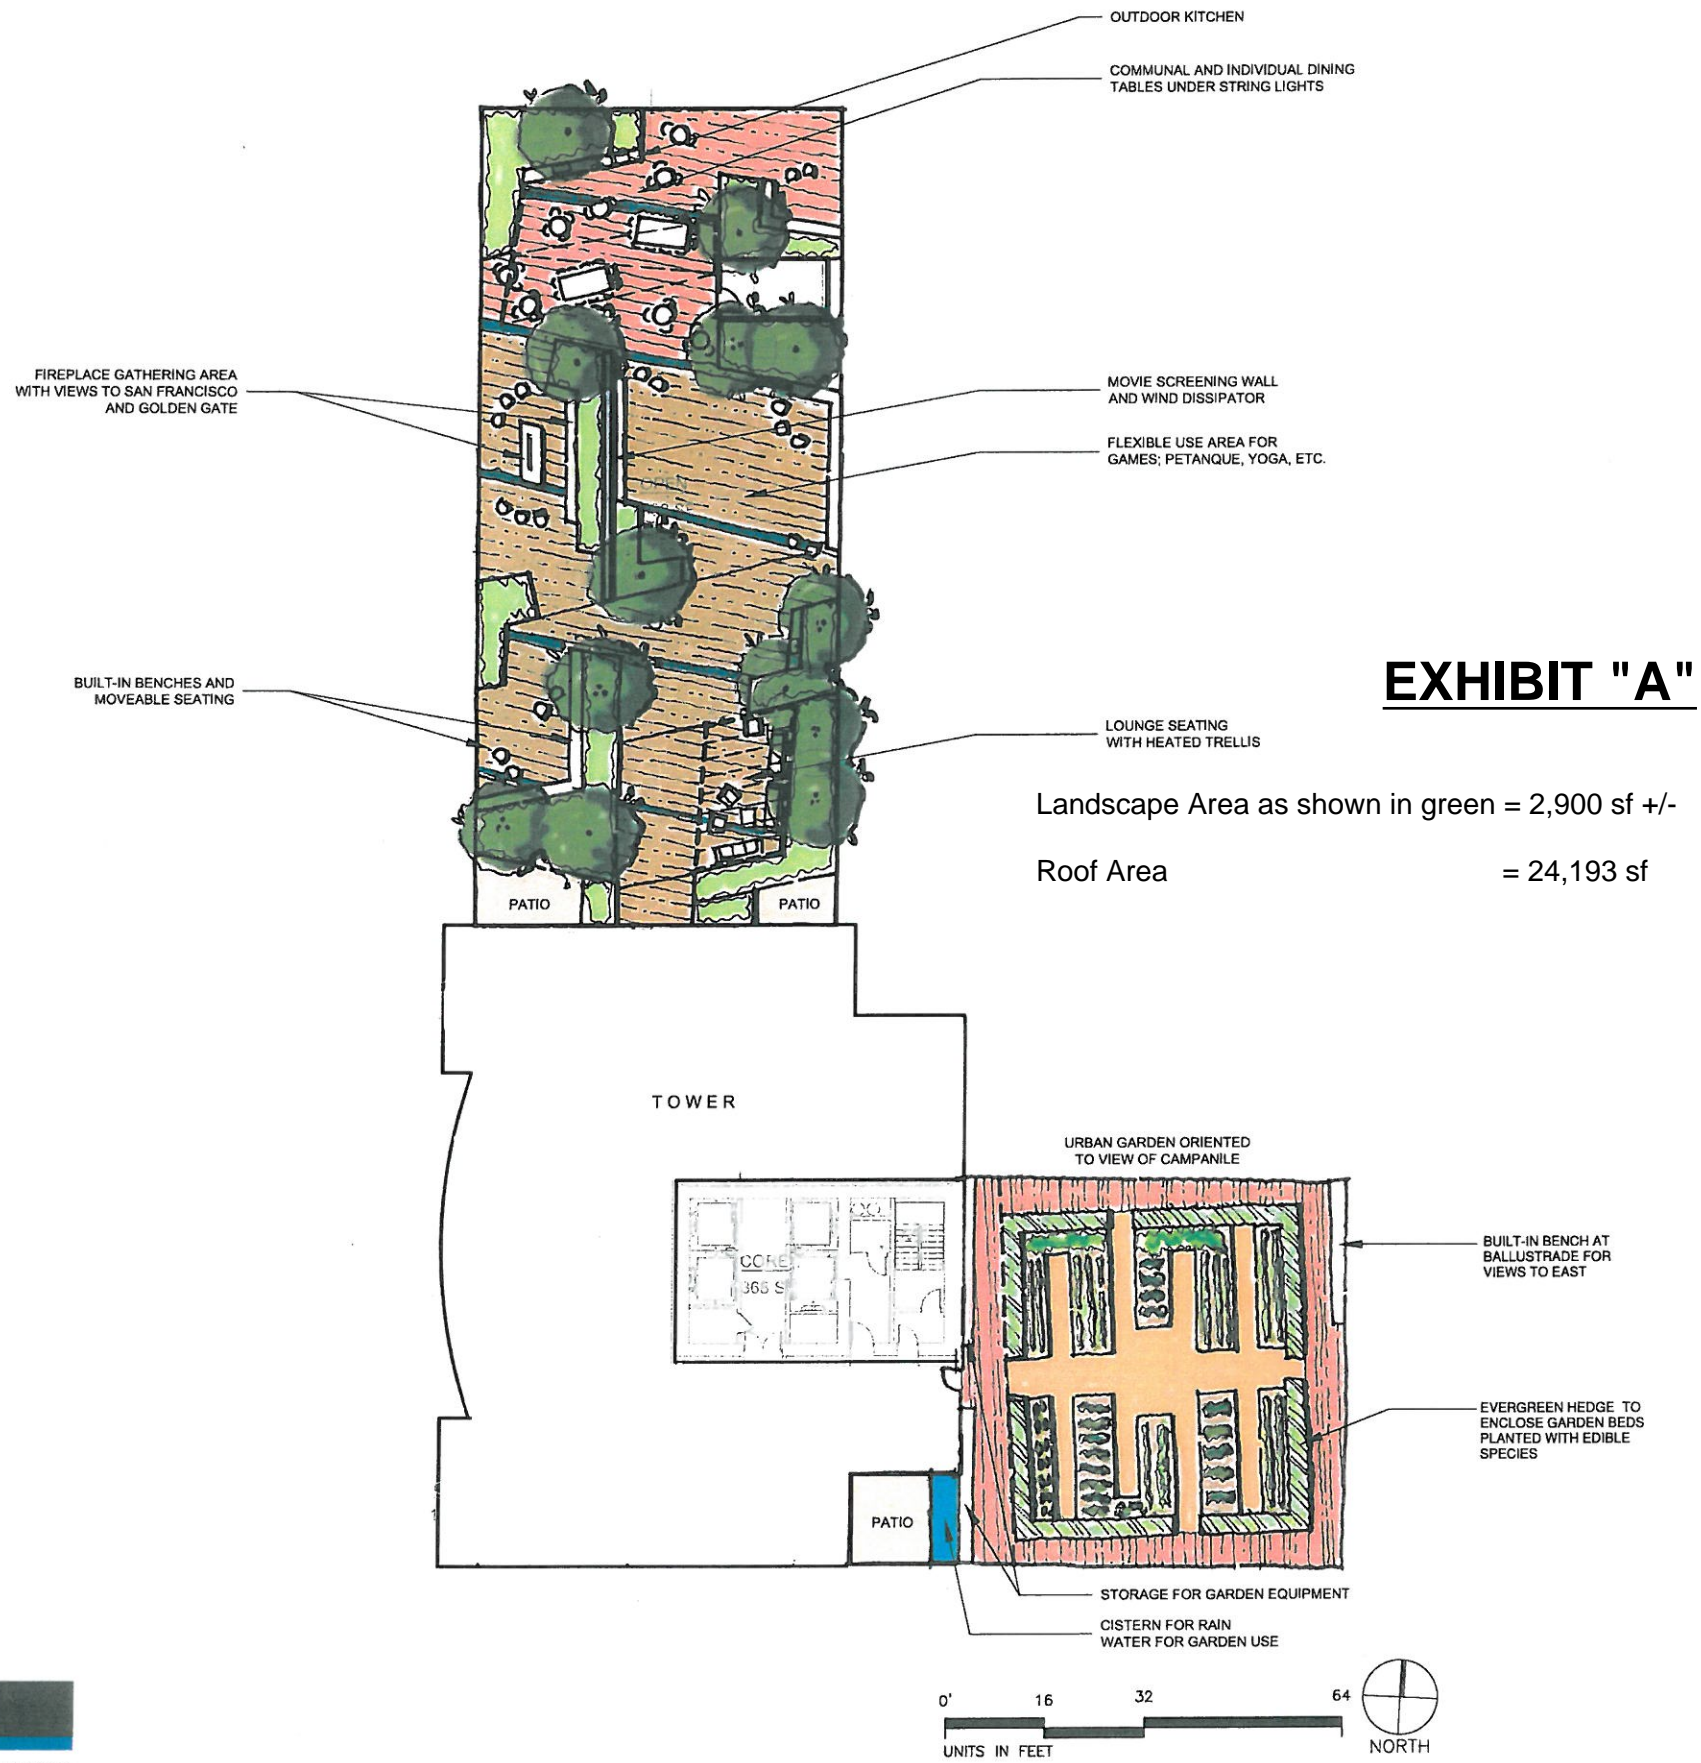 OUTDOOR KITCHEN
COMMUNAL AND INDIVIDUAL DINING
TABLES UNDER STRING LIGHTS
FIREPLACE GATHERING AREA
WITH VIEWS TO SAN FRANCISCO
AND GOLDEN GATE
MOVIE SCREENING WALL
AND WIND DISSIPATOR
FLEXIBLE USE AREA FOR
GAMES; PETANQUE, YOGA, ETC.
OPEN
BUILT-IN BENCHES AND
MOVEABLE SEATING
EXHIBIT "A"
LOUNGE SEATING
WITH HEATED TRELLIS
Landscape Area as shown in green = 2,900 sf +/-
Roof Area = 24,193 sf
PATIO
PATIO
TOWER
URBAN GARDEN ORIENTED
TO VIEW OF CAMPANILE
CORE
365 S
BUILT-IN BENCH AT
BALLUSTRADE FOR
VIEWS TO EAST
EVERGREEN HEDGE TO
ENCLOSE GARDEN BEDS
PLANTED WITH EDIBLE
SPECIES
PATIO
STORAGE FOR GARDEN EQUIPMENT
CISTERN FOR RAIN
WATER FOR GARDEN USE
0' 16 32 64
UNITS IN FEET
NORTH